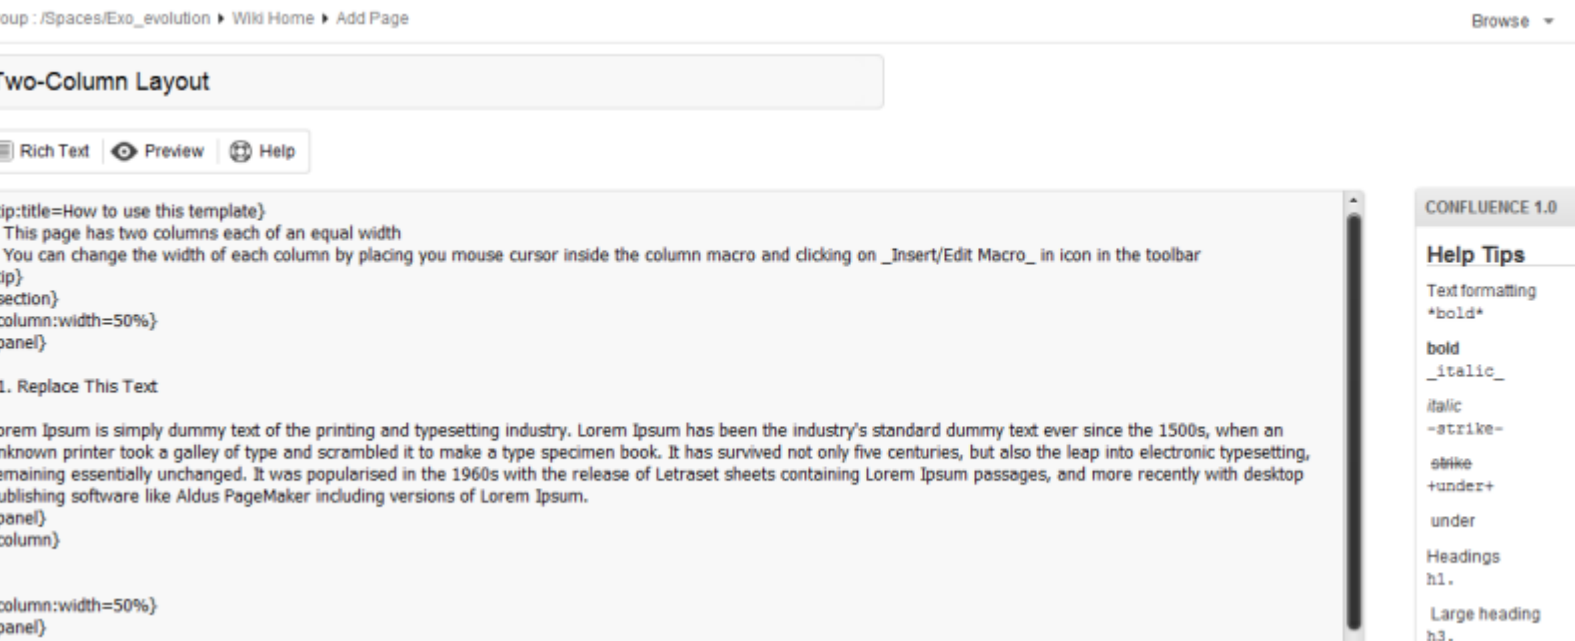 roup : /Spaces/Exo_evolution Wiki Home Add Page
Browse
Two-Column Layout
Rich Text Preview Help
ip:title=How to use this template}
This page has two columns each of an equal width
You can change the width of each column by placing you mouse cursor inside the column macro and clicking on _Insert/Edit Macro_ in icon in the toolbar
ip}
section}
column:width=50%}
panel}
1. Replace This Text
orem Ipsum is simply dummy text of the printing and typesetting industry. Lorem Ipsum has been the industry's standard dummy text ever since the 1500s, when an
nknown printer took a galley of type and scrambled it to make a type specimen book. It has survived not only five centuries, but also the leap into electronic typesetting,
emaining essentially unchanged. It was popularised in the 1960s with the release of Letraset sheets containing Lorem Ipsum passages, and more recently with desktop
ublishing software like Aldus PageMaker including versions of Lorem Ipsum.
panel}
column}
column:width=50%}
panel}
CONFLUENCE 1.0
Help Tips
Text formatting
*bold*
bold
_italic_
italic
-strike-
strike
+under+
under
Headings
h1.
Large heading
h3.